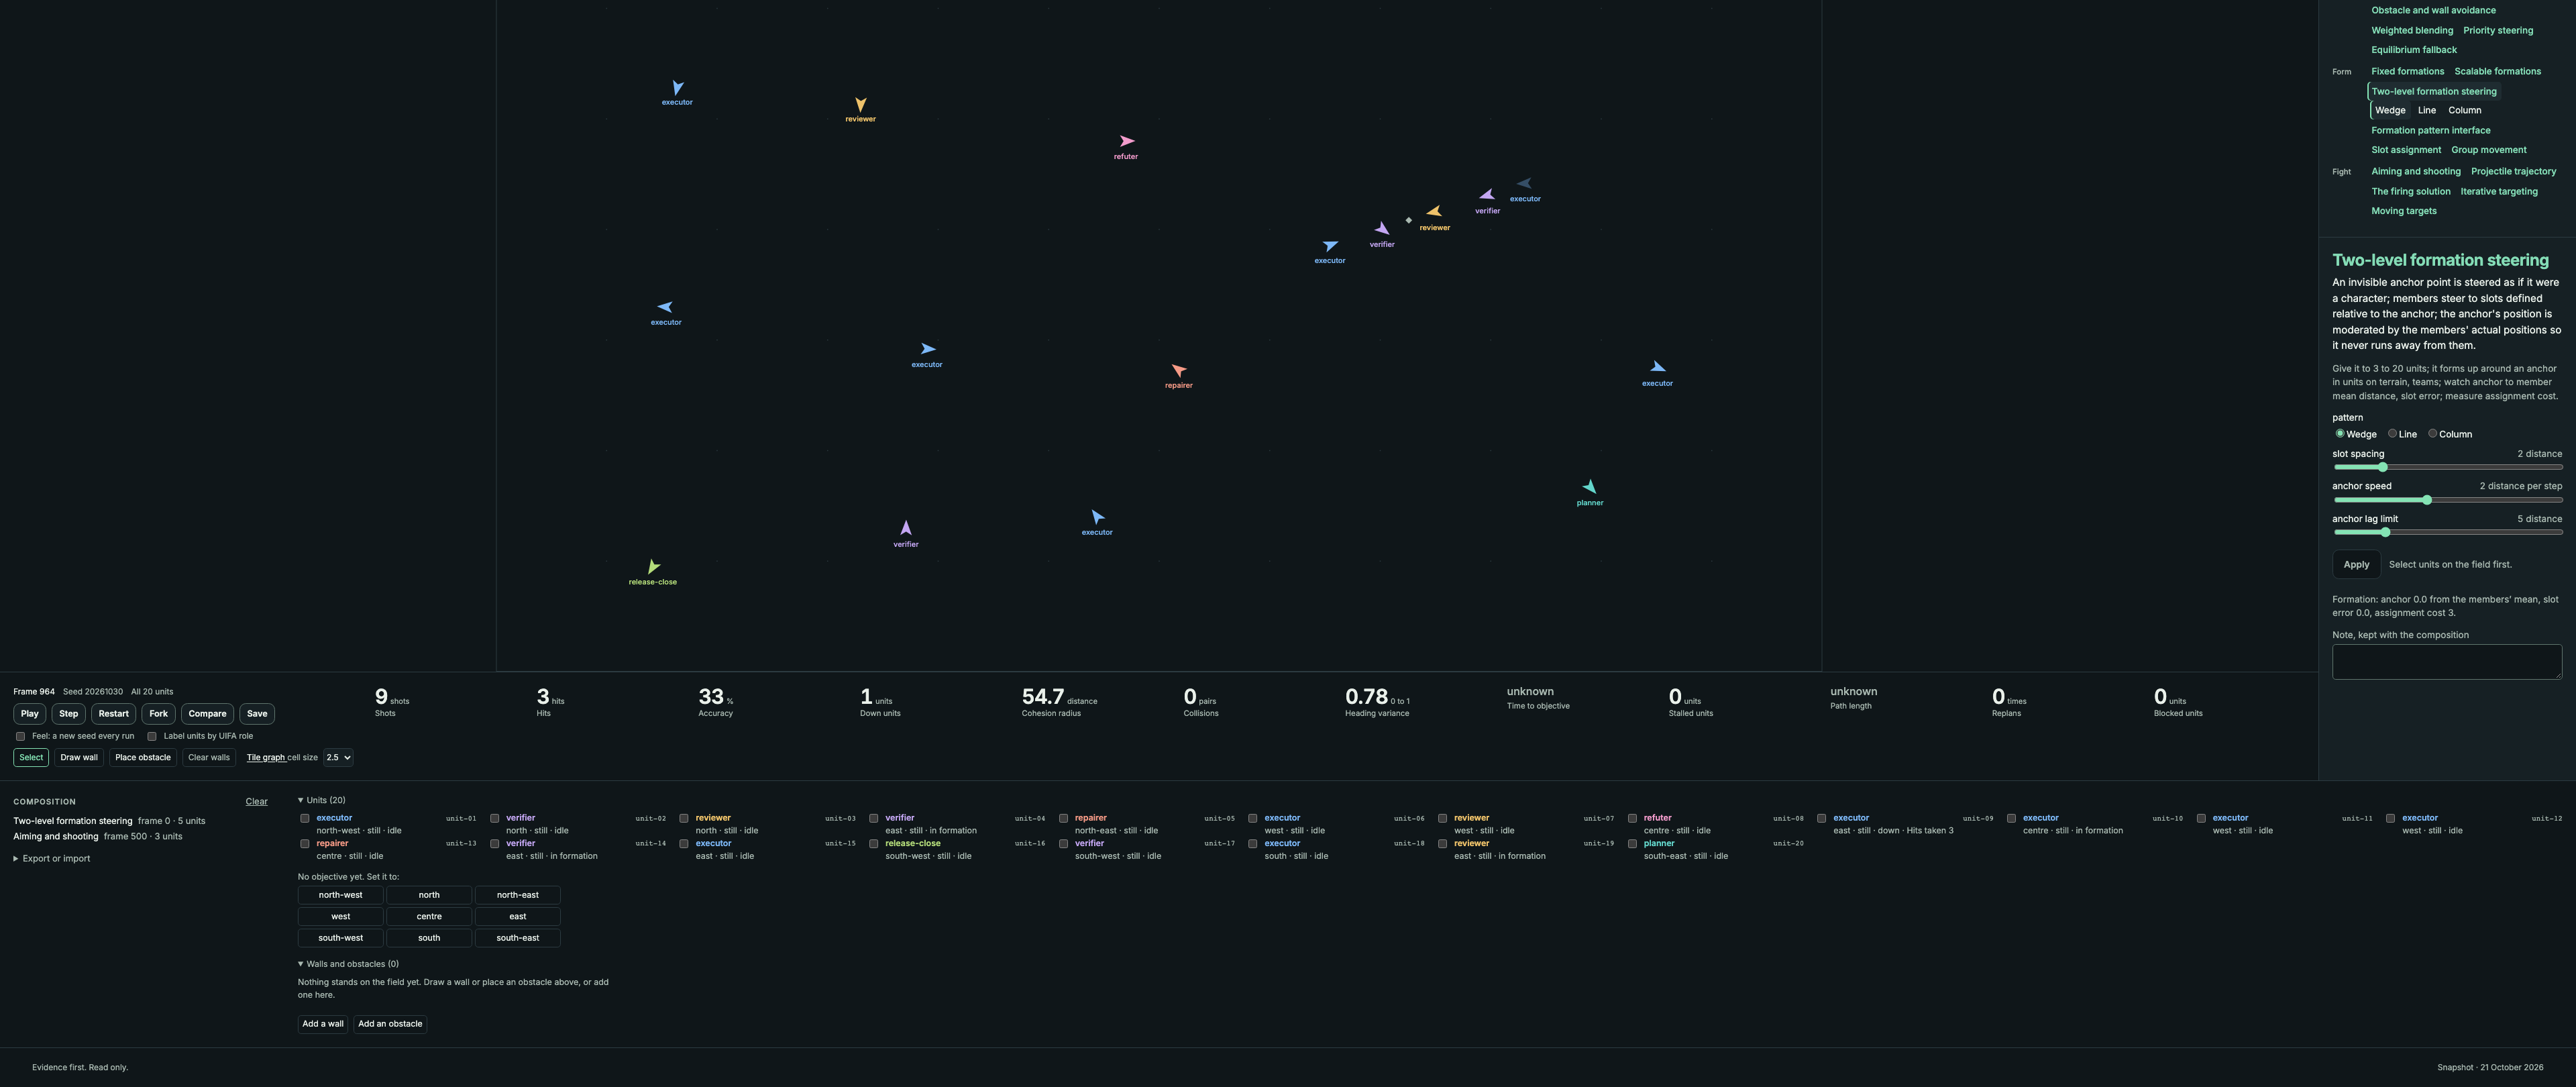 Obstacle and wall avoidance
Weighted blending Priority steering
Equilibrium fallback
Form Fixed formations Scalable formations
Two-level formation steering
Wedge Line Column
Formation pattern interface
Slot assignment Group movement
Fight Aiming and shooting Projectile trajectory
The firing solution Iterative targeting
Moving targets
executor
reviewer
refuter
executor
verifier
reviewer
verifier
executor
executor
executor
repairer
executor
planner
executor
verifier
release-close
Two-level formation steering
An invisible anchor point is steered as if it were
a character; members steer to slots defined
relative to the anchor; the anchor's position is
moderated by the members' actual positions so
it never runs away from them.
Give it to 3 to 20 units; it forms up around an anchor
in units on terrain, teams; watch anchor to member
mean distance, slot error; measure assignment cost.
pattern
Wedge Line Column
slot spacing 2 distance
anchor speed 2 distance per step
anchor lag limit 5 distance
Apply Select units on the field first.
Formation: anchor 0.0 from the members' mean, slot
error 0.0, assignment cost 3.
Note, kept with the composition
Frame 964 Seed 20261030 All 20 units
Play Step Restart Fork Compare Save
Feel: a new seed every run Label units by UIFA role
Select Draw wall Place obstacle Clear walls Tile graph cell size 2.5
9 shots 3 hits 33 % 1 units 54.7 distance 0 pairs 0.78 0 to 1 unknown 0 units unknown 0 times 0 units
Shots Hits Accuracy Down units Cohesion radius Collisions Heading variance Time to objective Stalled units Path length Replans Blocked units
COMPOSITION Clear
Two-level formation steering frame 0 · 5 units
Aiming and shooting frame 500 · 3 units
Export or import
Units (20)
executor unit-01 verifier unit-02 reviewer unit-03 verifier unit-04 repairer unit-05 executor unit-06 reviewer unit-07 refuter unit-08 executor unit-09 executor unit-10 executor unit-11 executor unit-12
north-west · still · idle north · still · idle north · still · idle east · still · in formation north-east · still · idle west · still · idle west · still · idle centre · still · idle east · still · down · Hits taken 3 centre · still · in formation west · still · idle west · still · idle
repairer unit-13 verifier unit-14 executor unit-15 release-close unit-16 verifier unit-17 executor unit-18 reviewer unit-19 planner unit-20
centre · still · idle east · still · in formation east · still · idle south-west · still · idle south-west · still · idle south · still · idle east · still · in formation south-east · still · idle
No objective yet. Set it to:
north-west north north-east
west centre east
south-west south south-east
Walls and obstacles (0)
Nothing stands on the field yet. Draw a wall or place an obstacle above, or add
one here.
Add a wall Add an obstacle
Evidence first. Read only. Snapshot · 21 October 2026